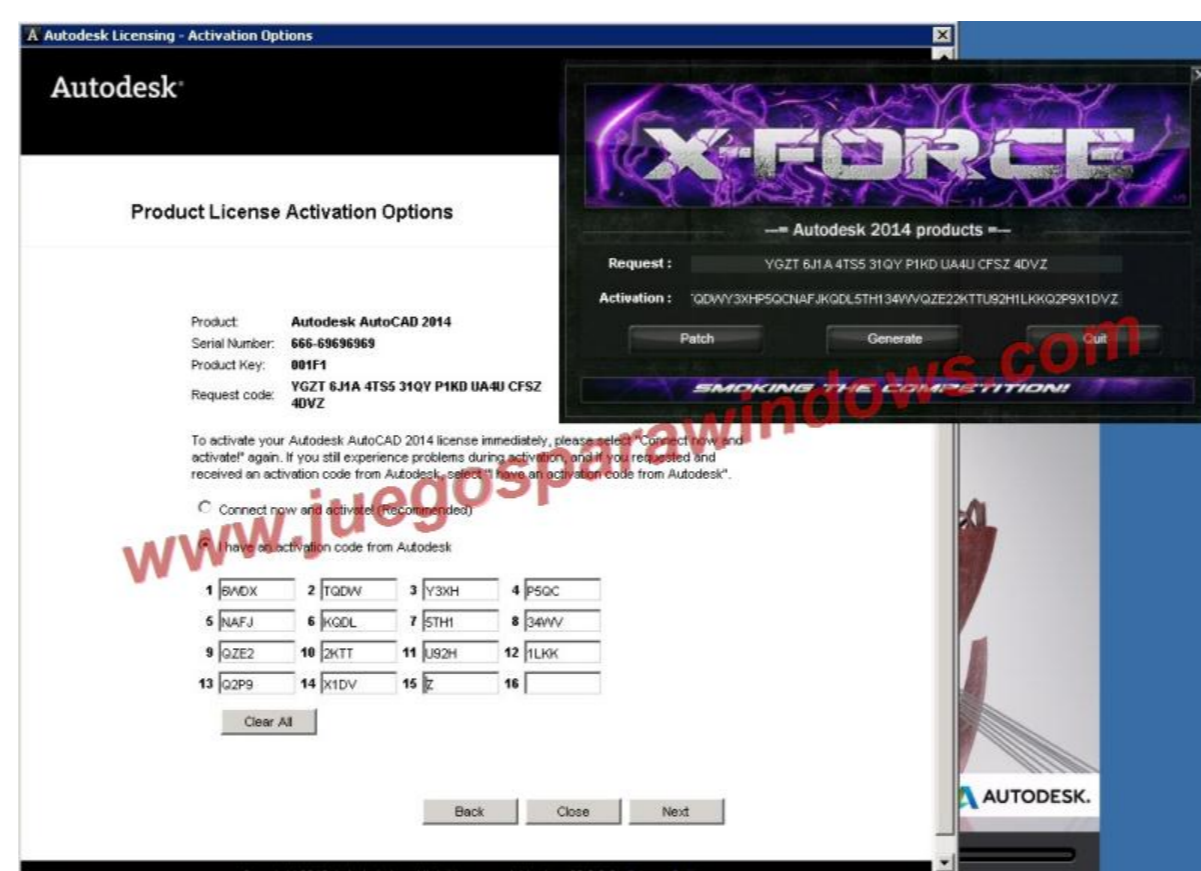 Autodesk Licensing - Activation Options
Autodesk
Product License Activation Options
Product: Autodesk AutoCAD 2014
Serial Number: 666-69696969
Product Key: 001F1
Request code: YGZT 6J1A 4TS5 31QY P1KD UA4U CFSZ
4DVZ
To activate your Autodesk AutoCAD 2014 license immediately, please select "Connect now and
activate!" again. If you still experience problems during activation, and if you requested and
received an activation code from Autodesk, select "I have an activation code from Autodesk".
Connect now and activate! (Recommended)
I have an activation code from Autodesk
1 6WDX 2 TQDW 3 Y3XH 4 P5QC
5 NAFJ 6 KQDL 7 5TH1 8 34WV
9 QZE2 10 2KTT 11 U92H 12 1LKK
13 Q2P9 14 X1DV 15 Z 16
Clear All
Back Close Next
X-FORCE
---= Autodesk 2014 products =---
Request : YGZT 6J1A 4TS5 31QY P1KD UA4U CFSZ 4DVZ
Activation : TQDWY3XHP5QCNAFJKQDL5TH134WVQZE22KTTU92H1LKKQ2P9X1DVZ
Patch Generate Quit
SMOKING THE COMPETITION!
AUTODESK.
www.juegosparawindows.com